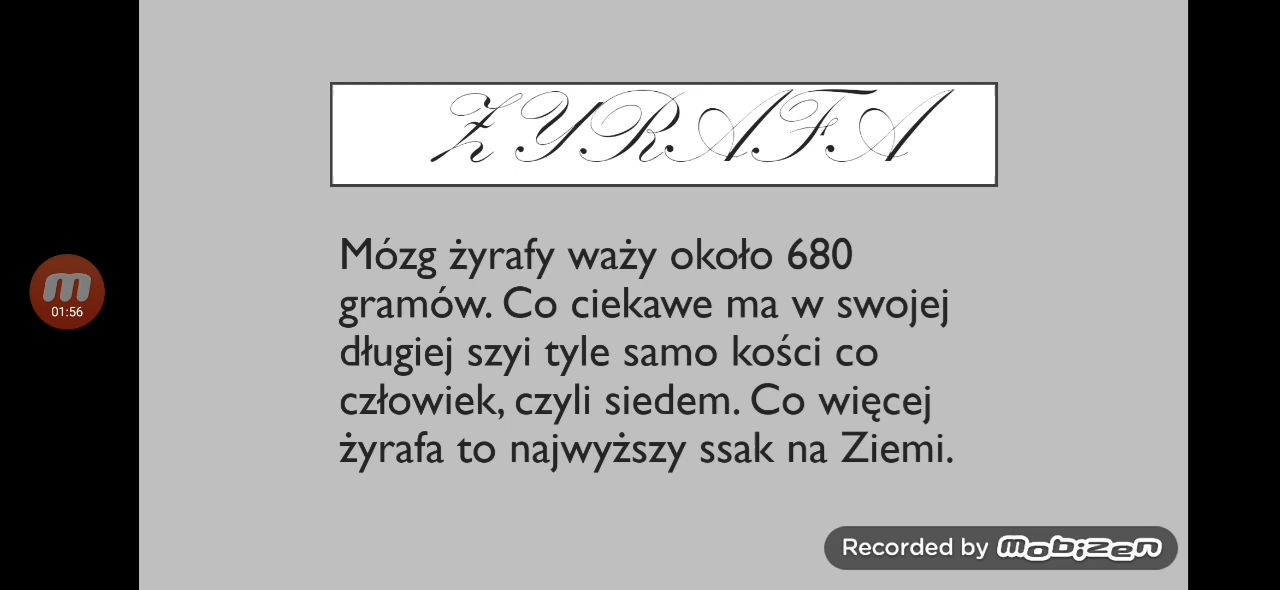 ŻYRAFA
Mózg żyrafy waży około 680
gramów. Co ciekawe ma w swojej
długiej szyi tyle samo kości co
człowiek, czyli siedem. Co więcej
żyrafa to najwyższy ssak na Ziemi.
01:56
Recorded by mobizen